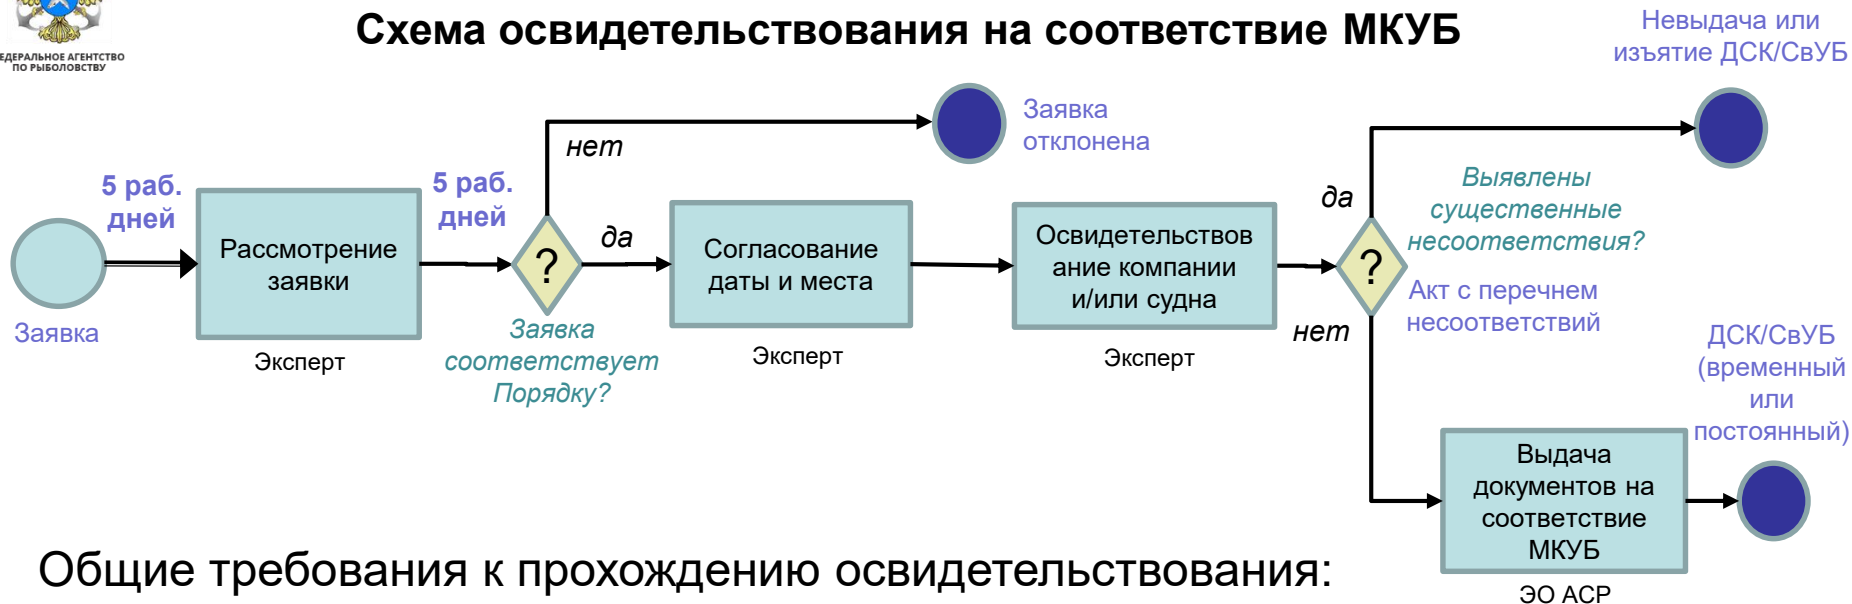 Схема освидетельствования на соответствие МКУБ
ЕДЕРАЛЬНОЕ АГЕНТСТВО
ПО РЫБОЛОВСТВУ
Невыдача или
изъятие ДСК/СвУБ
Заявка
отклонена
нет
5 раб.
дней
5 раб.
дней
Заявка
Рассмотрение
заявки
Эксперт
?
да
Заявка
соответствует
Порядку?
Согласование
даты и места
Эксперт
Освидетельствов
ание компании
и/или судна
Эксперт
да
?
нет
Выявлены
существенные
несоответствия?
Акт с перечнем
несоответствий
ДСК/СвУБ
(временный
или
постоянный)
Выдача
документов на
соответствие
МКУБ
ЭО АСР
Общие требования к прохождению освидетельствования: